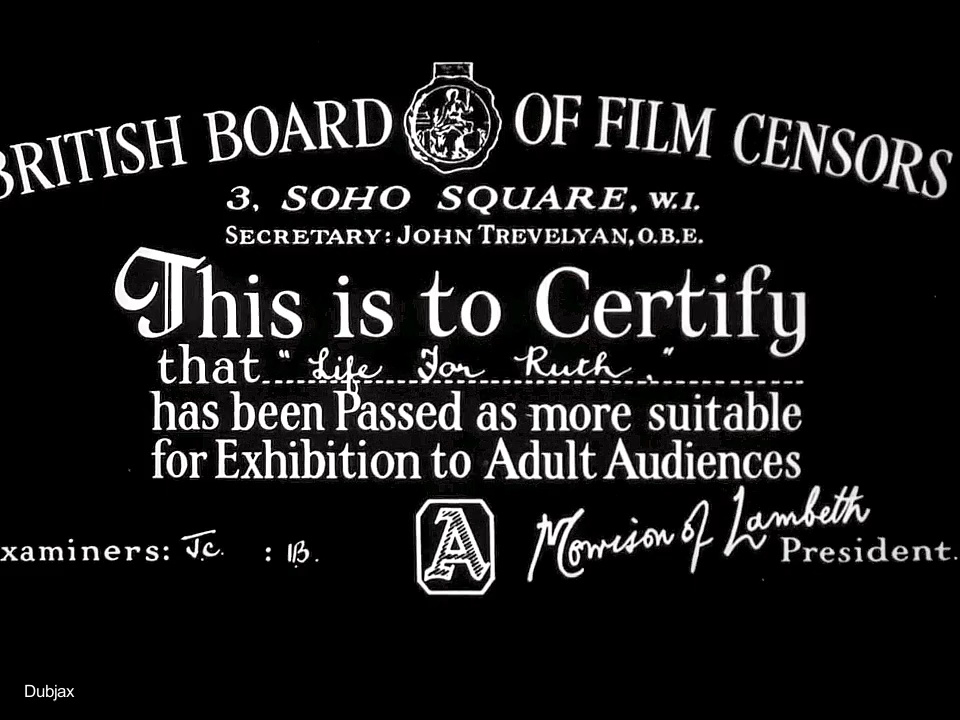 BRITISH BOARD OF FILM CENSORS
3, SOHO SQUARE, W.I.
SECRETARY: JOHN TREVELYAN, O.B.E.
This is to Certify
that "Life For Ruth."
has been Passed as more suitable
for Exhibition to Adult Audiences
xaminers: J.C. : I.B.
A
Morrison of Lambeth
President.
Dubjax